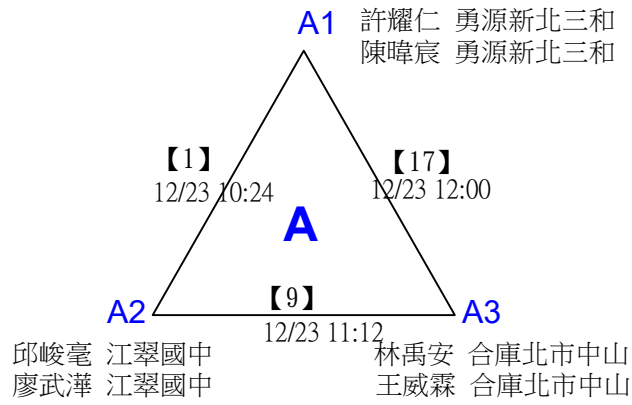 A1 許耀仁 勇源新北三和
陳暐宸 勇源新北三和
【1】
12/23 10:24
【17】
12/23 12:00
A
【9】
12/23 11:12
A2
A3
邱峻毫 江翠國中
廖武澕 江翠國中
林禹安 合庫北市中山
王威霖 合庫北市中山